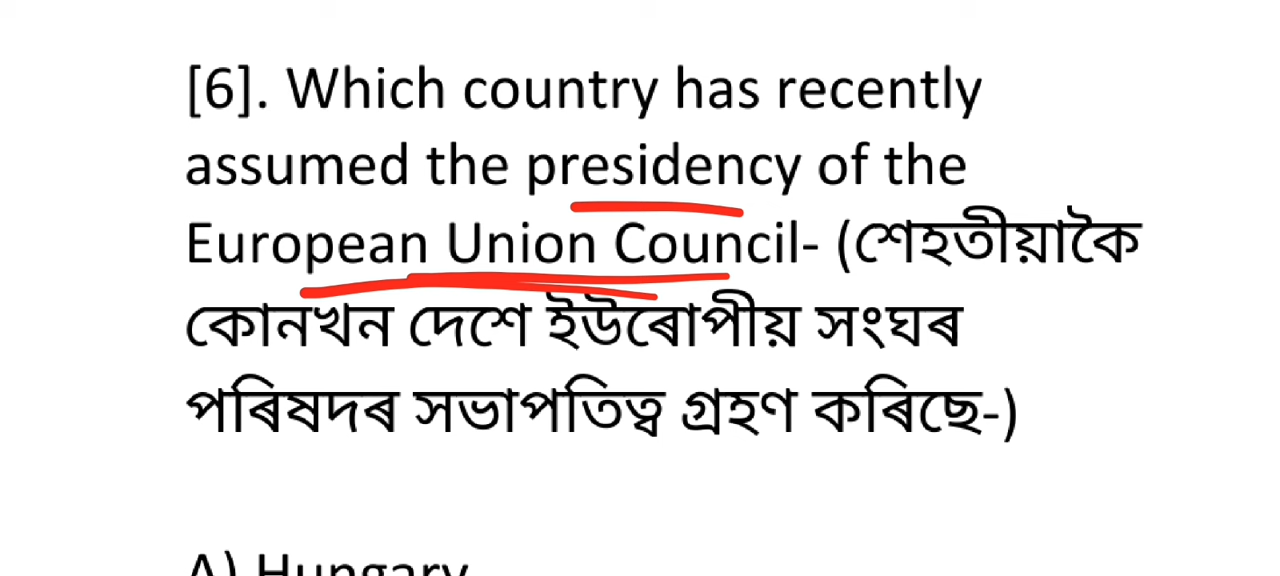 [6]. Which country has recently
assumed the presidency of the
European Union Council- (শেহতীয়াকৈ
কোনখন দেশে ইউৰোপীয় সংঘৰ
পৰিষদৰ সভাপতিত্ব গ্ৰহণ কৰিছে-)
A) Hungary